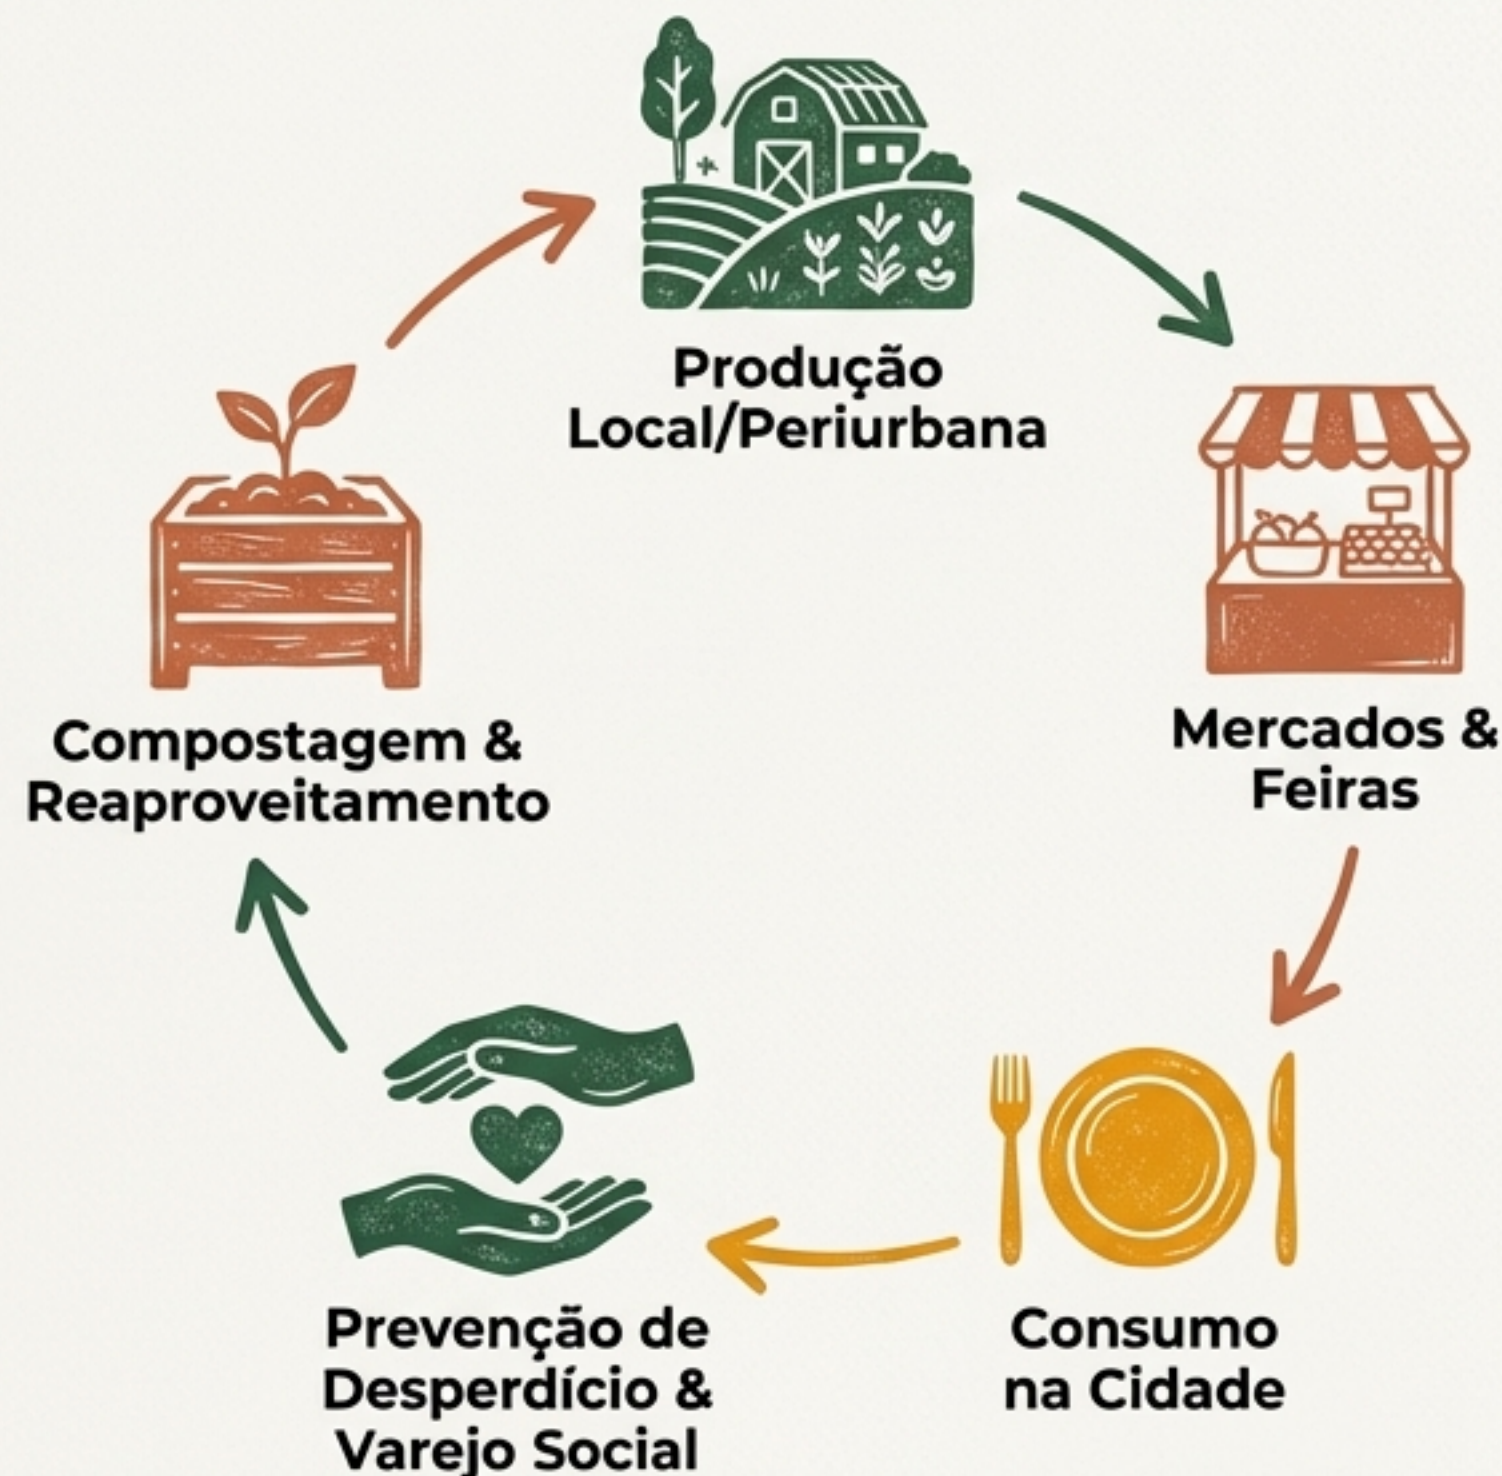 Produção
Local/Periurbana
Mercados &
Feiras
Consumo
na Cidade
Prevenção de
Desperdício &
Varejo Social
Compostagem &
Reaproveitamento